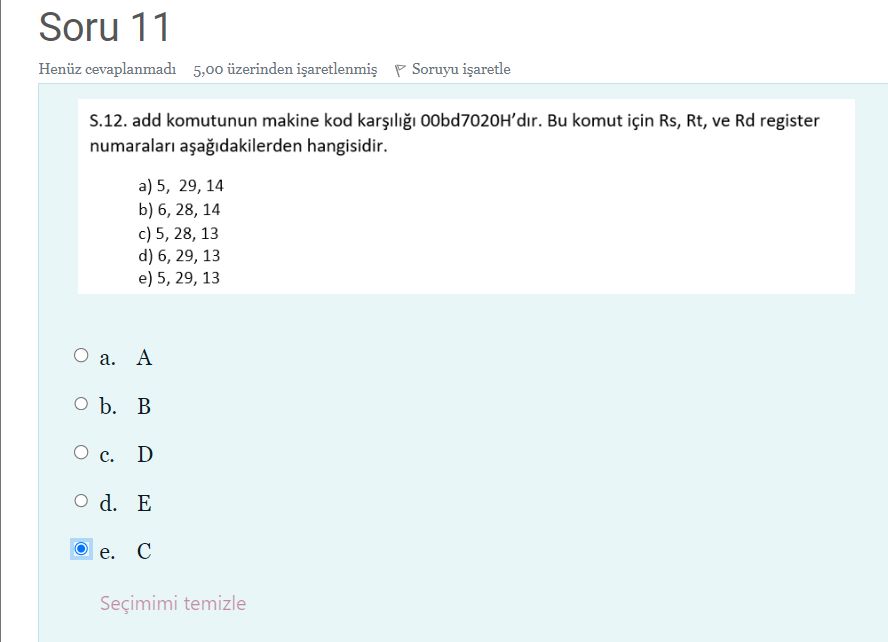 Soru 11
Henüz cevaplanmadı 5,00 üzerinden işaretlenmiş Soruyu işaretle
S.12. add komutunun makine kod karşılığı 00bd7020H’dır. Bu komut için Rs, Rt, ve Rd register
numaraları aşağıdakilerden hangisidir.
a) 5, 29, 14
b) 6, 28, 14
c) 5, 28, 13
d) 6, 29, 13
e) 5, 29, 13
a. A
b. B
c. D
d. E
e. C
Seçimimi temizle